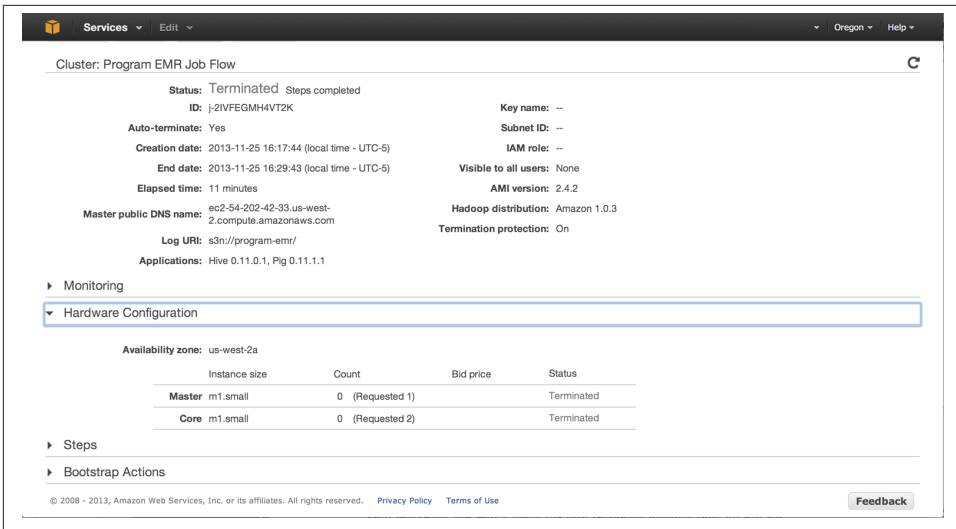 Services Edit Oregon Help
Cluster: Program EMR Job Flow
Status: Terminated Steps completed
ID: j-2IVFEGMH4VT2K
Key name: --
Auto-terminate: Yes
Subnet ID: --
Creation date: 2013-11-25 16:17:44 (local time - UTC-5)
IAM role: --
End date: 2013-11-25 16:29:43 (local time - UTC-5)
Visible to all users: None
Elapsed time: 11 minutes
AMI version: 2.4.2
Master public DNS name: ec2-54-202-42-33.us-west-
2.compute.amazonaws.com
Hadoop distribution: Amazon 1.0.3
Termination protection: On
Log URI: s3n://program-emr/
Applications: Hive 0.11.0.1, Pig 0.11.1.1
Monitoring
Hardware Configuration
Availability zone: us-west-2a
Instance size Count Bid price Status
Master m1.small 0 (Requested 1) Terminated
Core m1.small 0 (Requested 2) Terminated
Steps
Bootstrap Actions
© 2008 - 2013, Amazon Web Services, Inc. or its affiliates. All rights reserved. Privacy Policy Terms of Use Feedback